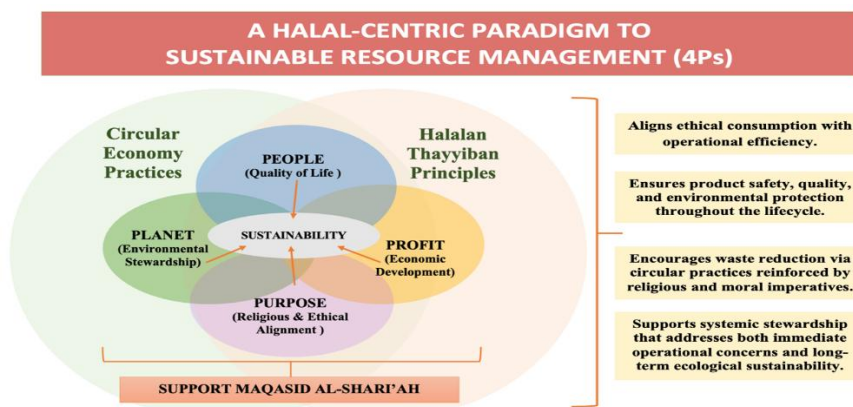 A HALAL-CENTRIC PARADIGM TO
SUSTAINABLE RESOURCE MANAGEMENT (4Ps)
Circular
Economy
Practices
Halalan
Thayyiban
Principles
PEOPLE
(Quality of Life )
PLANET
(Environmental
Stewardship)
SUSTAINABILITY
PROFIT
(Economic
Development)
PURPOSE
(Religious & Ethical
Alignment )
SUPPORT MAQASID AL-SHARI'AH
Aligns ethical consumption with
operational efficiency.
Ensures product safety, quality,
and environmental protection
throughout the lifecycle.
Encourages waste reduction via
circular practices reinforced by
religious and moral imperatives.
Supports systemic stewardship
that addresses both immediate
operational concerns and long-
term ecological sustainability.